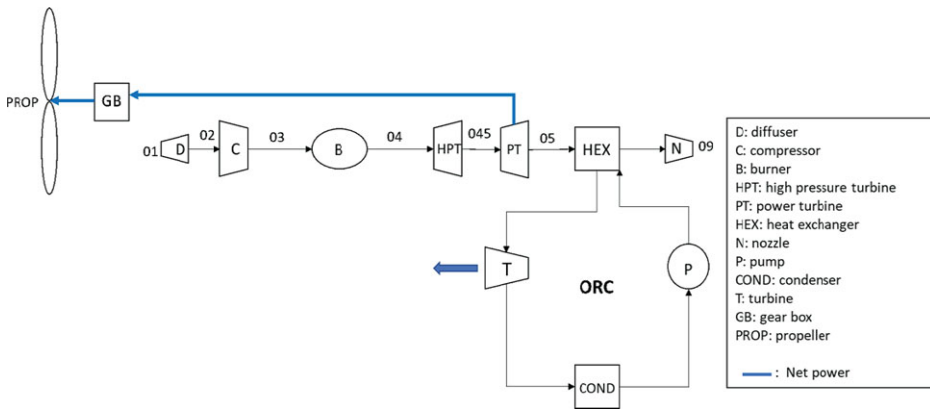 PROP
GB
01
D
02
C
03
B
04
HPT
045
PT
05
HEX
N
09
T
ORC
P
COND
D: diffuser
C: compressor
B: burner
HPT: high pressure turbine
PT: power turbine
HEX: heat exchanger
N: nozzle
P: pump
COND: condenser
T: turbine
GB: gear box
PROP: propeller
: Net power